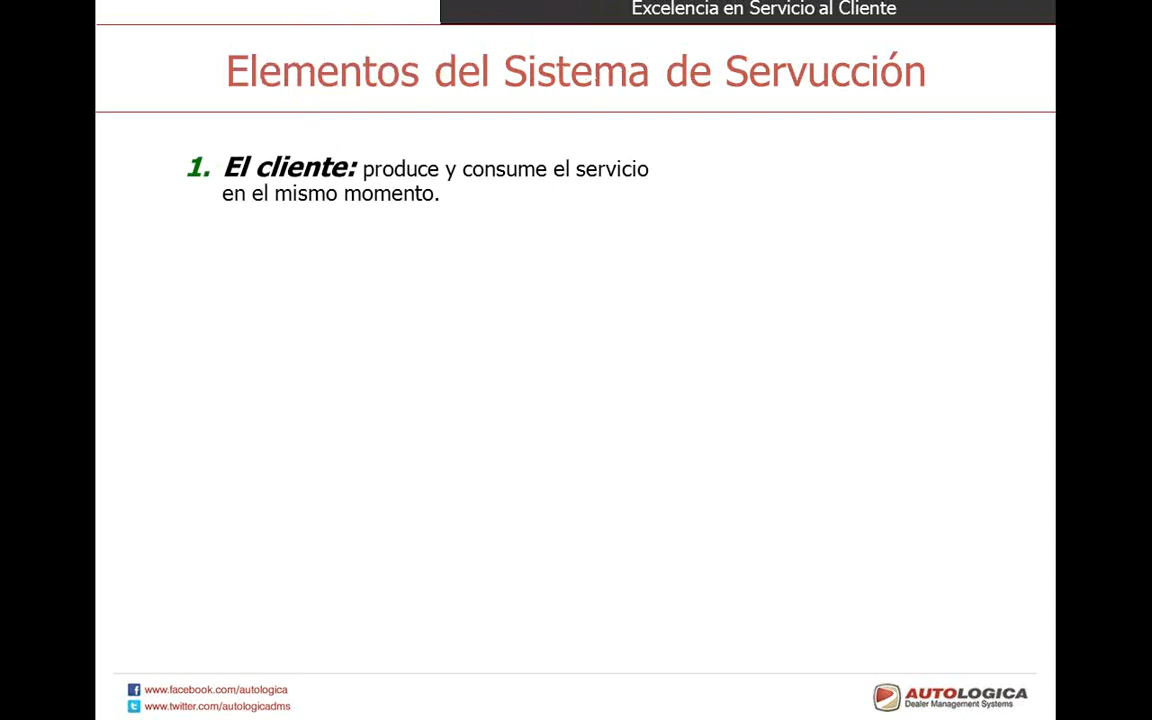 Excelencia en Servicio al Cliente
Elementos del Sistema de Servucción
1. El cliente: produce y consume el servicio
en el mismo momento.
www.facebook.com/autologica
www.twitter.com/autologicadms
AUTOLOGICA
Dealer Management Systems